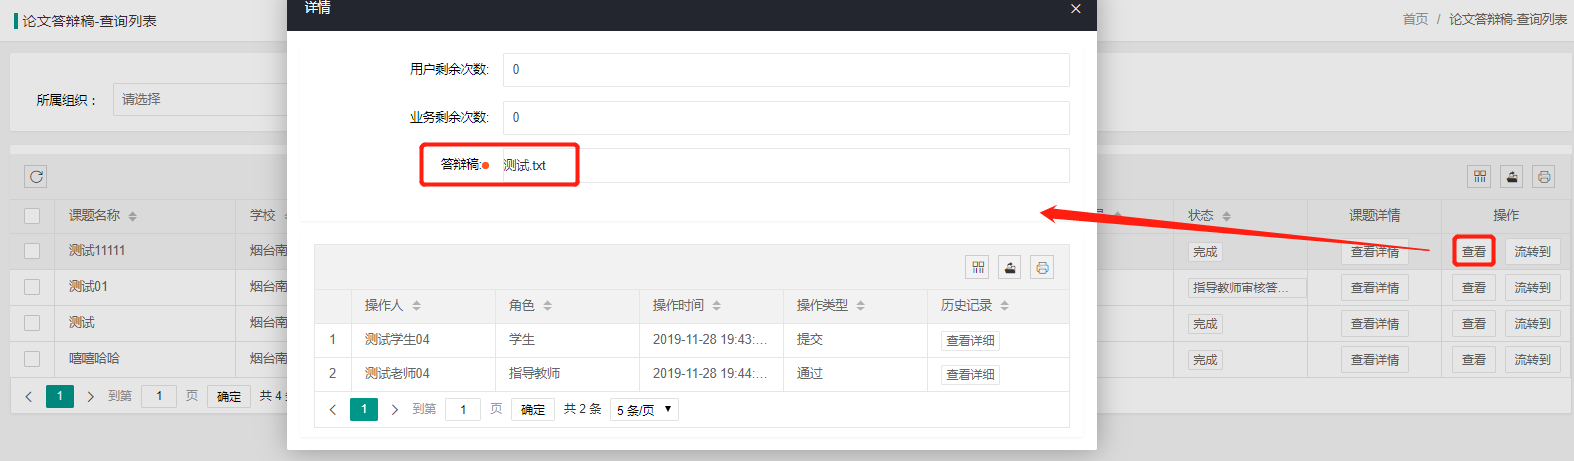 论文答辩稿-查询列表
首页 / 论文答辩稿-查询列表
所属组织： 请选择
详情
用户剩余次数: 0
业务剩余次数: 0
答辩稿: 测试.txt
课题名称 学校 状态 课题详情 操作
测试11111 烟台南 完成 查看详情 查看 流转到
测试01 烟台南 指导教师审核答... 查看详情 查看 流转到
测试 烟台南 完成 查看详情 查看 流转到
嘻嘻哈哈 烟台南 完成 查看详情 查看 流转到
1 到第 1 页 确定 共 4
操作人 角色 操作时间 操作类型 历史记录
1 测试学生04 学生 2019-11-28 19:43:... 提交 查看详细
2 测试老师04 指导教师 2019-11-28 19:44:... 通过 查看详细
1 到第 1 页 确定 共 2 条 5 条/页